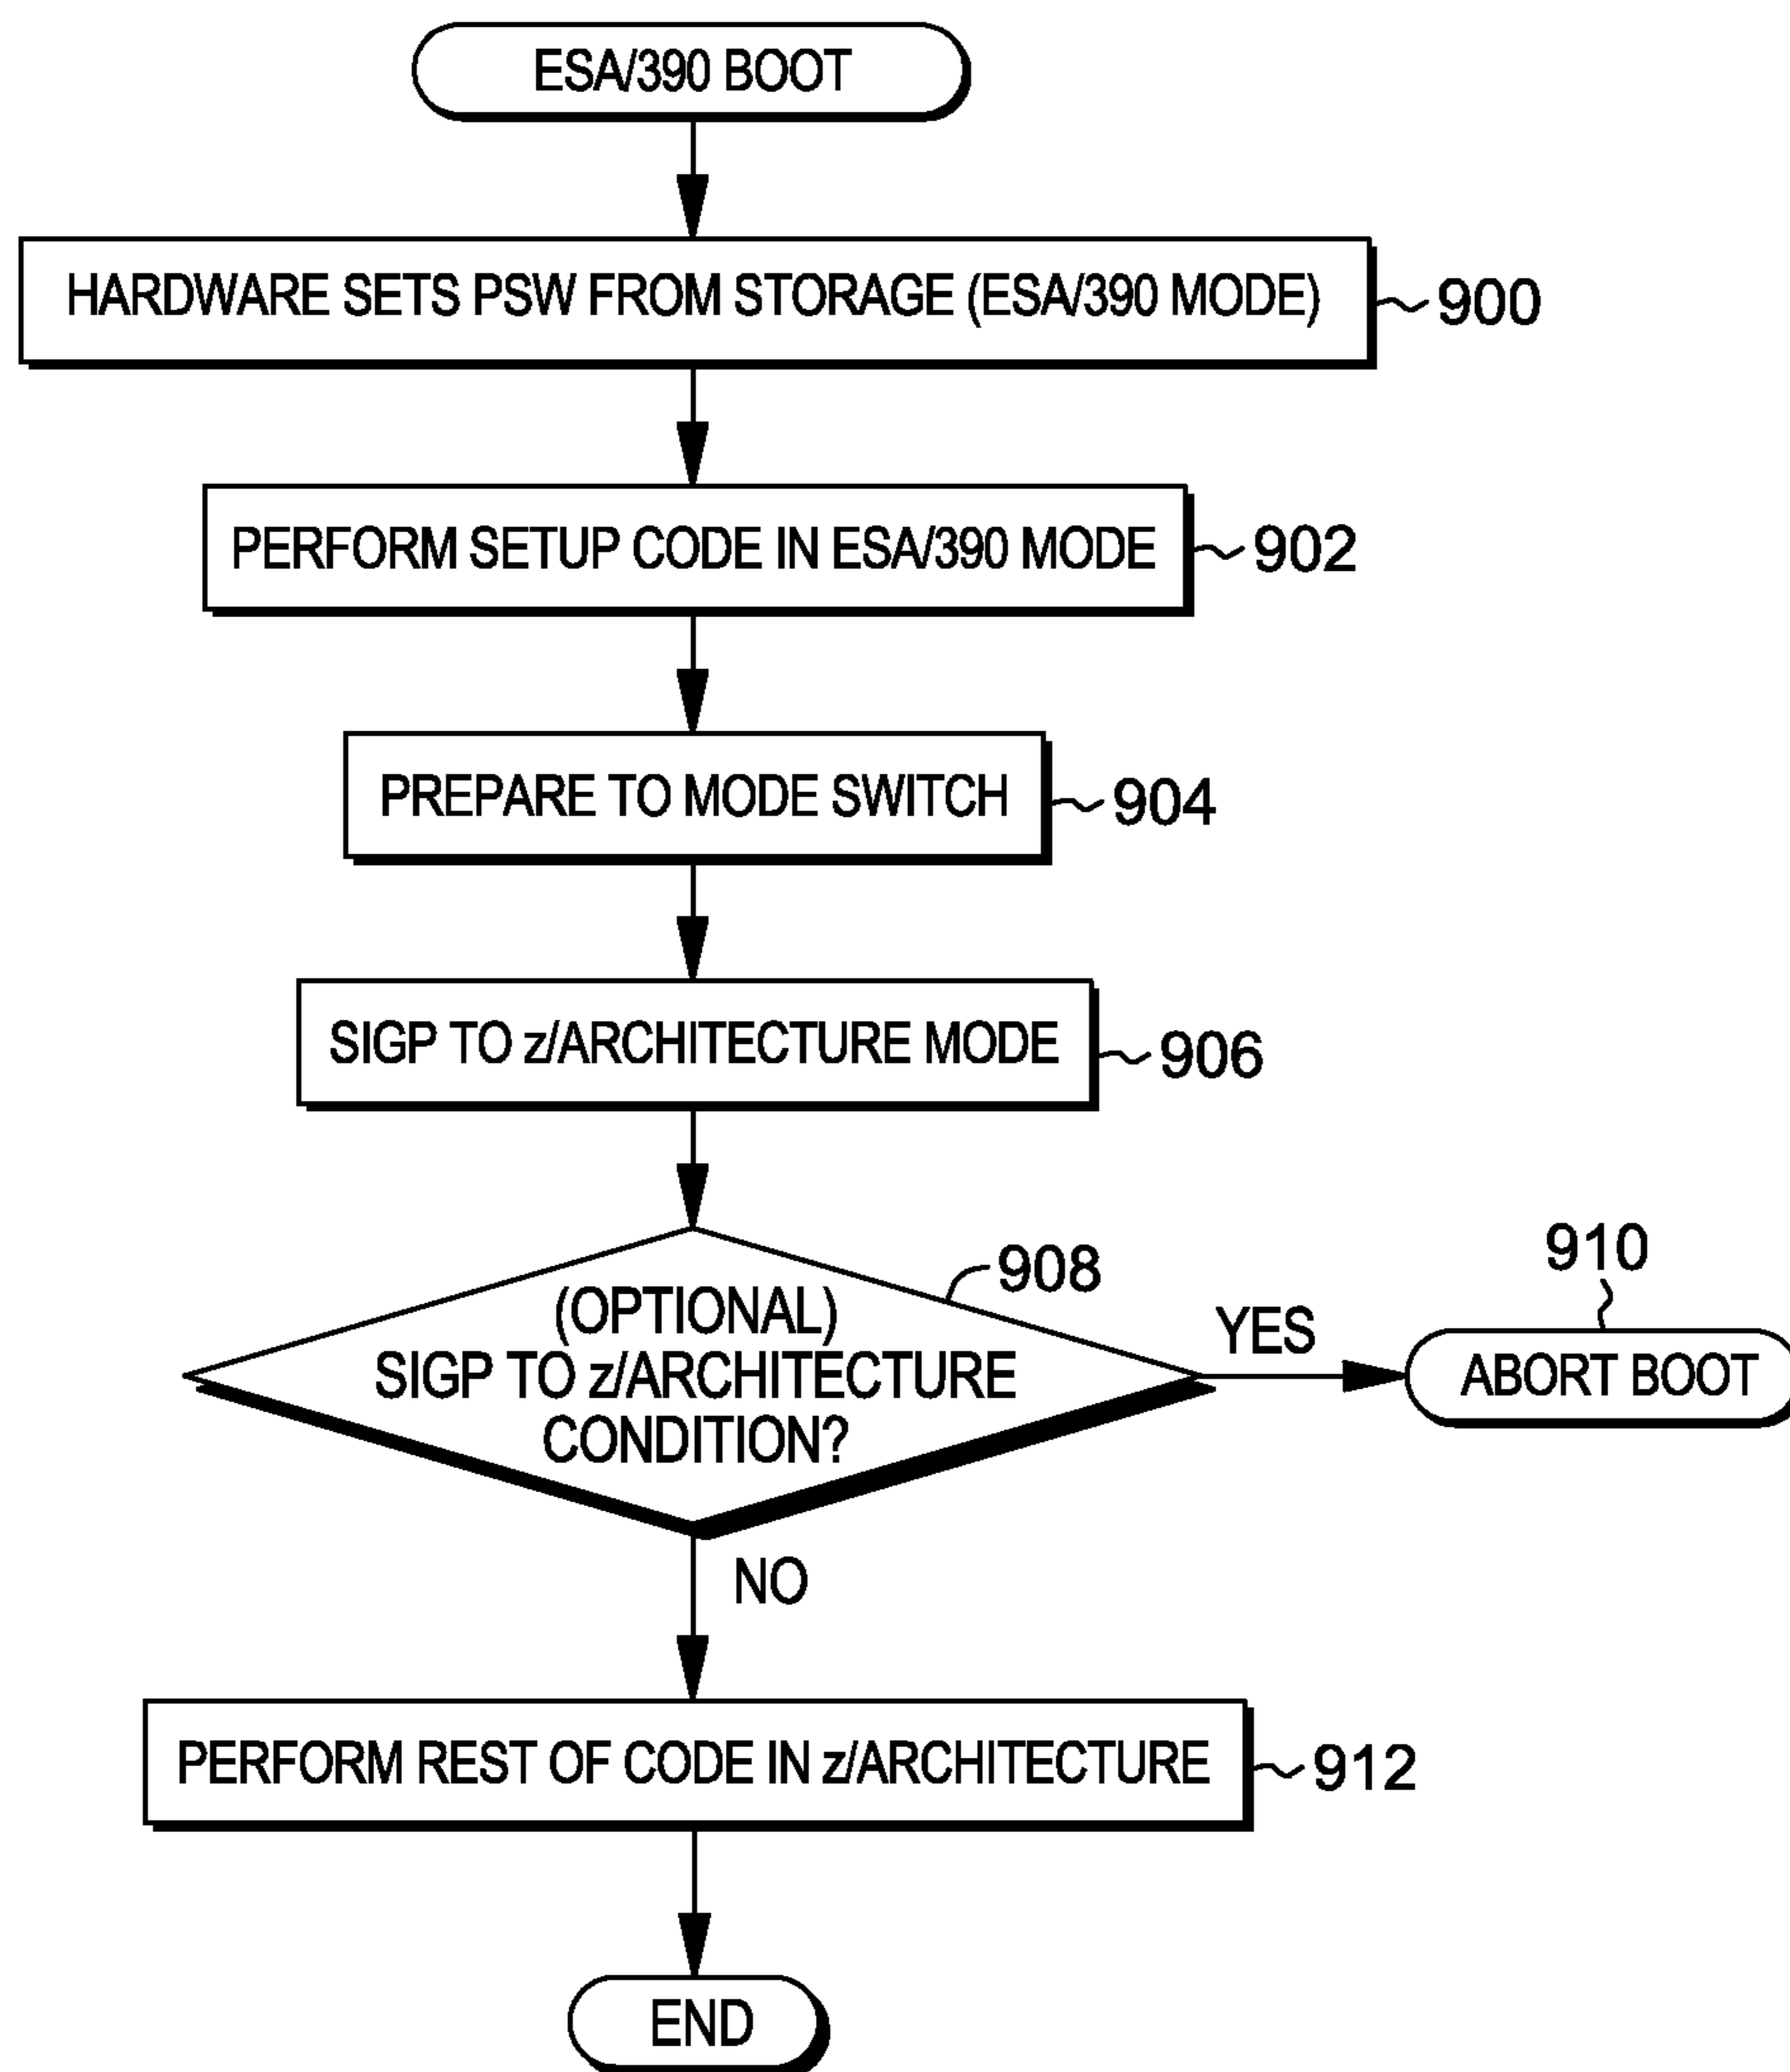 ESA/390 BOOT
HARDWARE SETS PSW FROM STORAGE (ESA/390 MODE)
900
PERFORM SETUP CODE IN ESA/390 MODE
902
PREPARE TO MODE SWITCH
904
SIGP TO z/ARCHITECTURE MODE
906
908
(OPTIONAL)
SIGP TO z/ARCHITECTURE
CONDITION?
YES
910
ABORT BOOT
NO
PERFORM REST OF CODE IN z/ARCHITECTURE
912
END